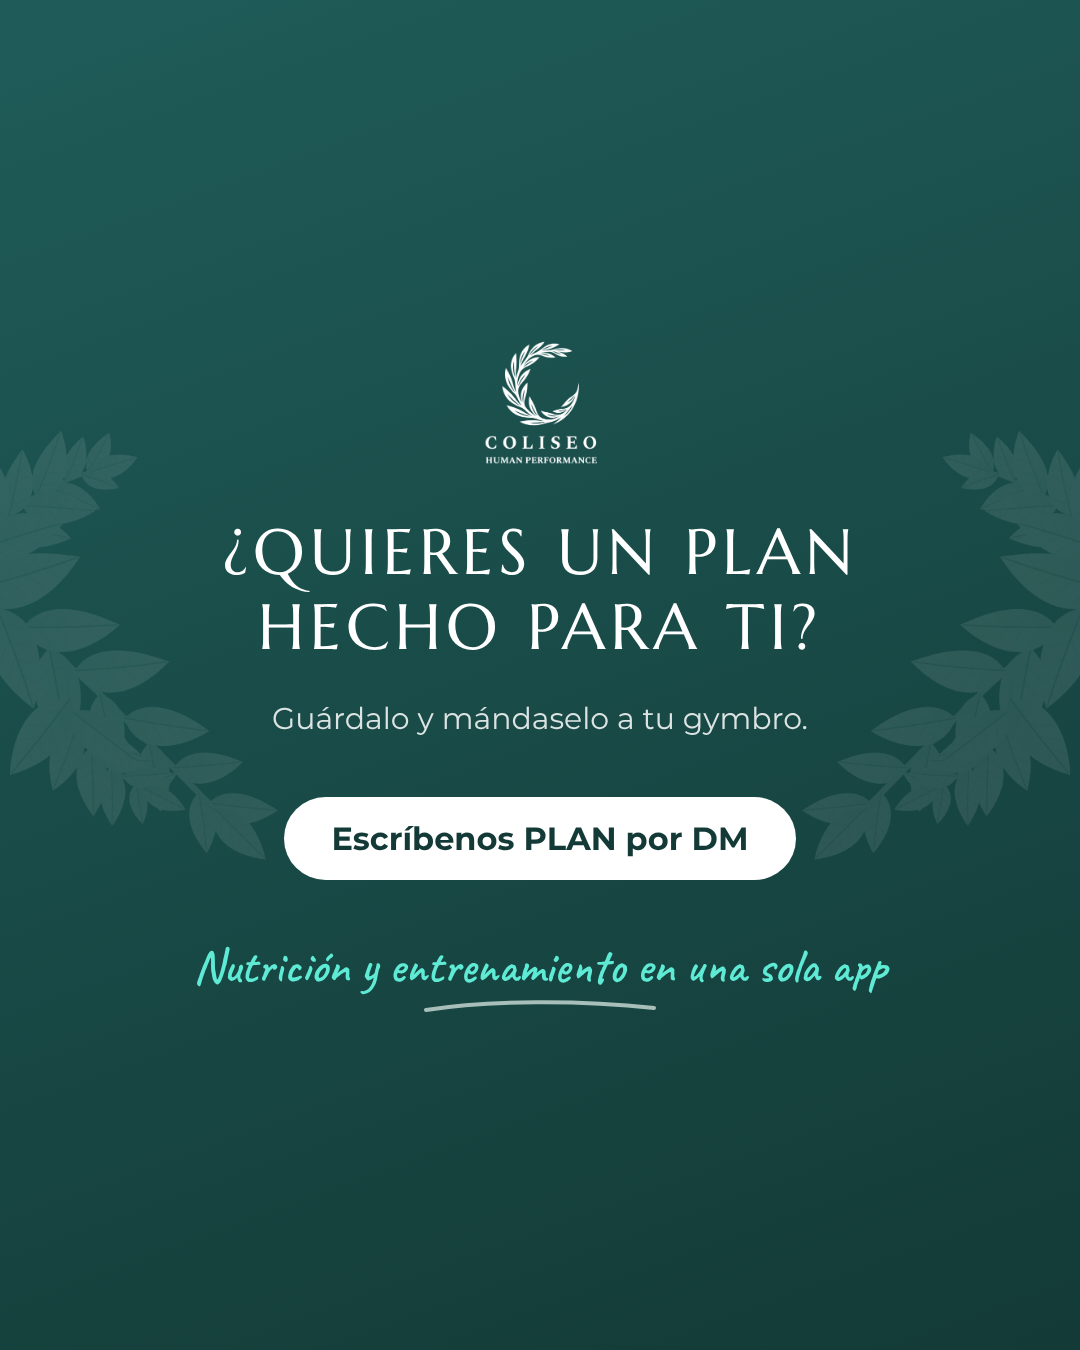 COLISEO
HUMAN PERFORMANCE
¿QUIERES UN PLAN
HECHO PARA TI?
Guárdalo y mándaselo a tu gymbro.
Escríbenos PLAN por DM
Nutrición y entrenamiento en una sola app